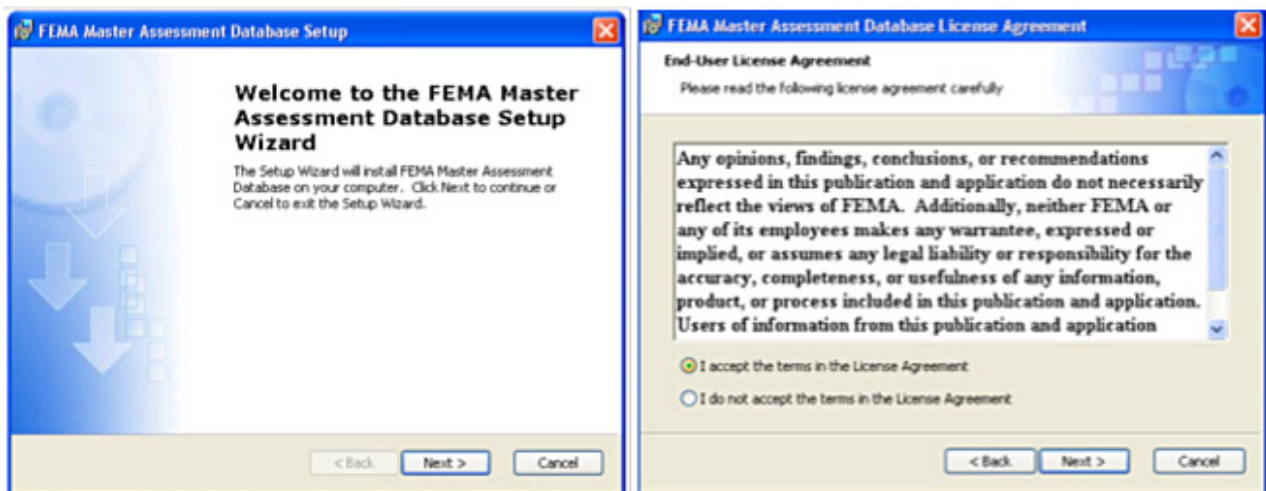 FEMA Master Assessment Database Setup
Welcome to the FEMA Master
Assessment Database Setup
Wizard
The Setup Wizard will install FEMA Master Assessment
Database on your computer. Click Next to continue or
Cancel to exit the Setup Wizard.
< Back
Next >
Cancel
FEMA Master Assessment Database License Agreement
End-User License Agreement
Please read the following license agreement carefully
Any opinions, findings, conclusions, or recommendations
expressed in this publication and application do not necessarily
reflect the views of FEMA. Additionally, neither FEMA or
any of its employees makes any warrantee, expressed or
implied, or assumes any legal liability or responsibility for the
accuracy, completeness, or usefulness of any information,
product, or process included in this publication and application.
Users of information from this publication and application
I accept the terms in the License Agreement
I do not accept the terms in the License Agreement
< Back
Next >
Cancel